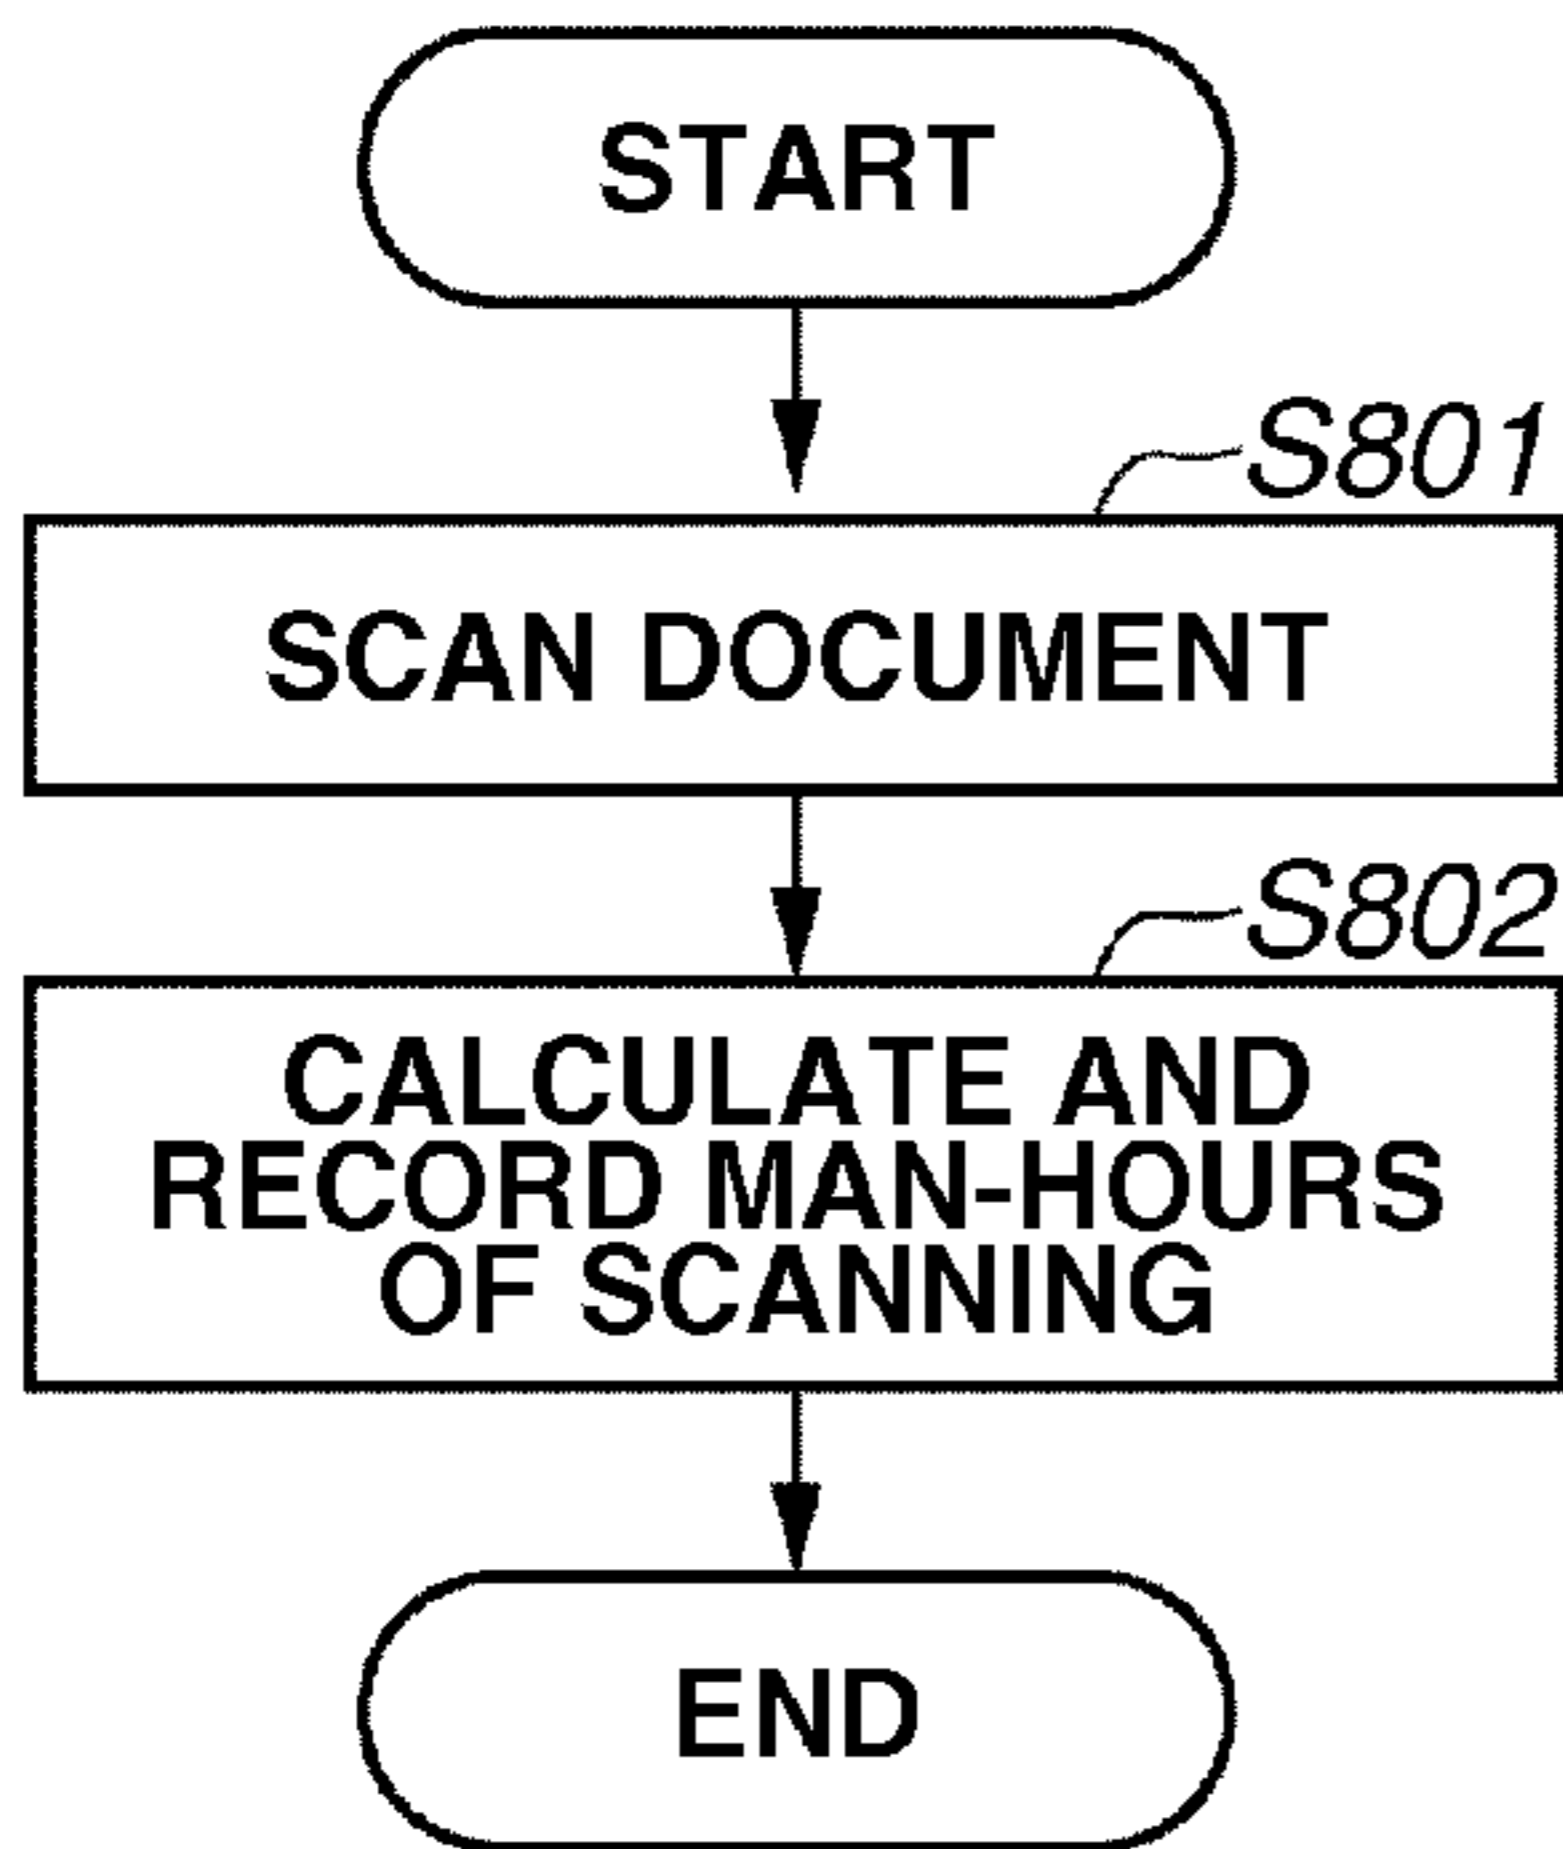 START
S801
SCAN DOCUMENT
S802
CALCULATE AND
RECORD MAN-HOURS
OF SCANNING
END